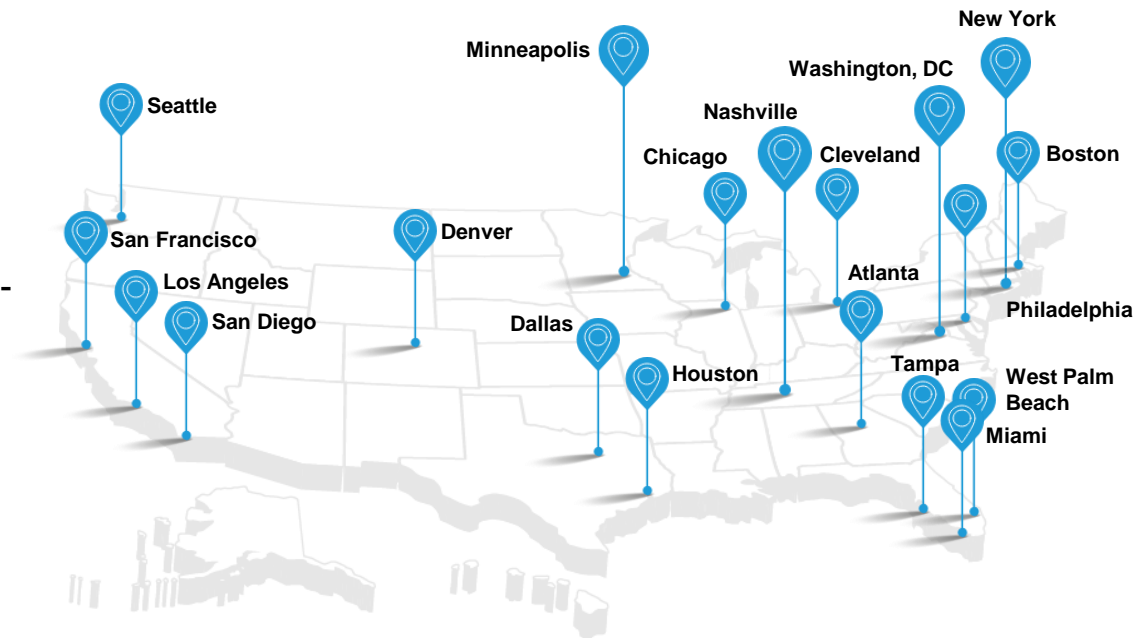 New York
Minneapolis
Washington, DC
Seattle
Nashville
Chicago
Cleveland
Boston
San Francisco
Denver
Los Angeles
Atlanta
-
San Diego
Dallas
Philadelphia
Houston
Tampa
West Palm
Beach
Miami